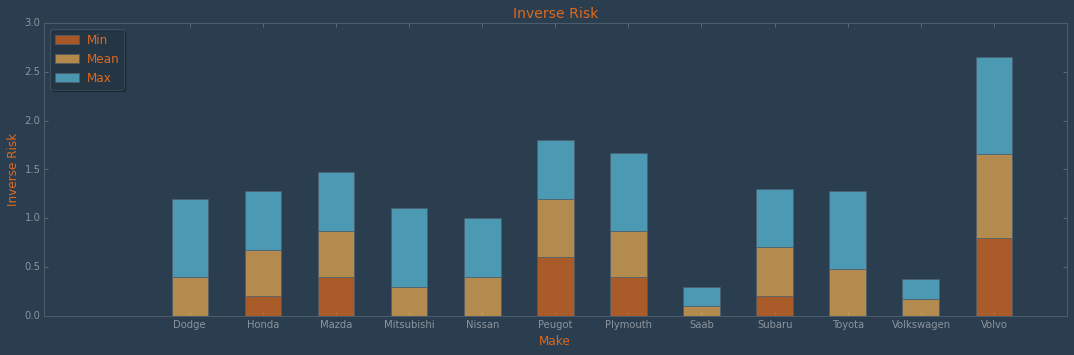 Inverse Risk
3.0
2.5
2.0
1.5
1.0
0.5
0.0
Inverse Risk
Min
Mean
Max
Dodge Honda Mazda Mitsubishi Nissan Peugot Plymouth Saab Subaru Toyota Volkswagen Volvo
Make